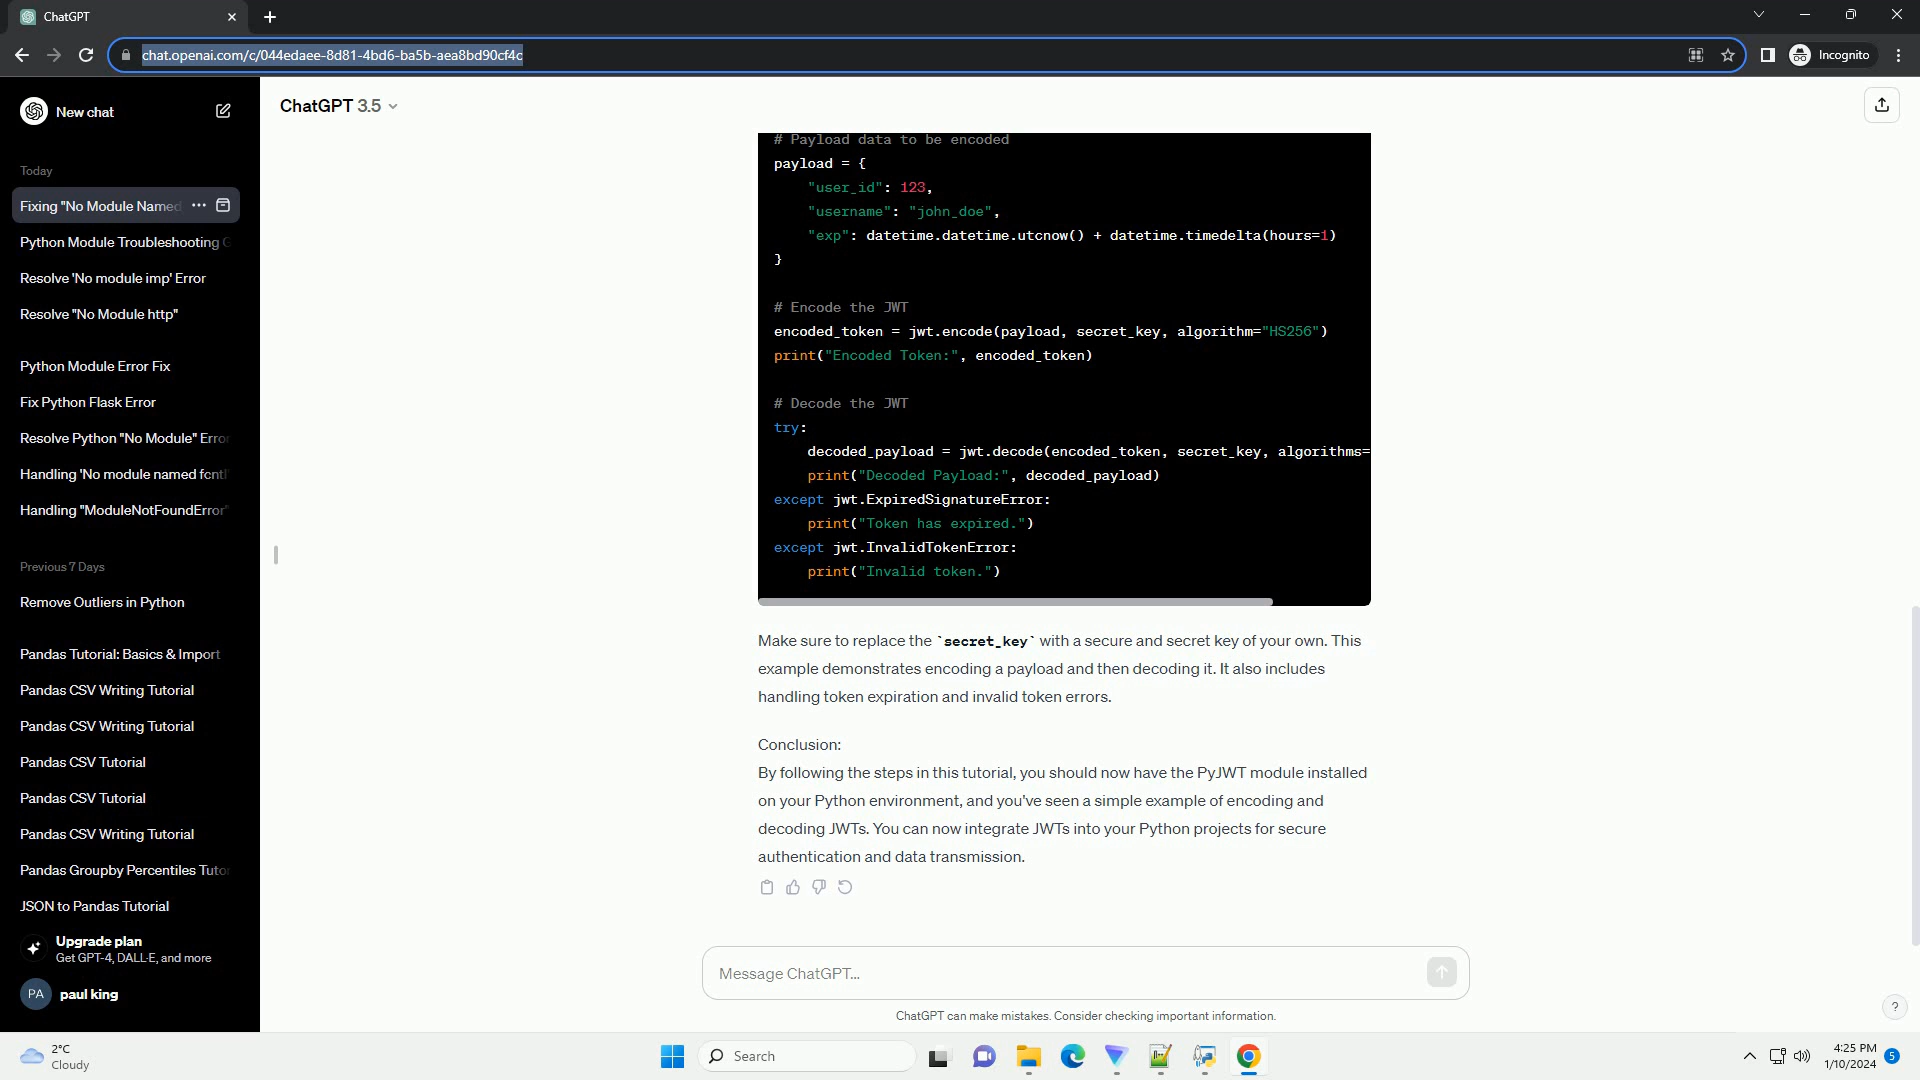 ChatGPT
chat.openai.com/c/044edaee-8d81-4bd6-ba5b-aea8bd90cf4c
Incognito
New chat
ChatGPT 3.5
Today
Fixing "No Module Named
Python Module Troubleshooting G
Resolve 'No module imp' Error
Resolve "No Module http"
Python Module Error Fix
Fix Python Flask Error
Resolve Python "No Module" Error
Handling 'No module named fcntl'
Handling "ModuleNotFoundError"
Previous 7 Days
Remove Outliers in Python
Pandas Tutorial: Basics & Import
Pandas CSV Writing Tutorial
Pandas CSV Writing Tutorial
Pandas CSV Tutorial
Pandas CSV Tutorial
Pandas CSV Writing Tutorial
Pandas Groupby Percentiles Tutor
JSON to Pandas Tutorial
Upgrade plan
Get GPT-4, DALL·E, and more
PA paul king
# Payload data to be encoded
payload = {
    "user_id": 123,
    "username": "john_doe",
    "exp": datetime.datetime.utcnow() + datetime.timedelta(hours=1)
}
# Encode the JWT
encoded_token = jwt.encode(payload, secret_key, algorithm="HS256")
print("Encoded Token:", encoded_token)
# Decode the JWT
try:
    decoded_payload = jwt.decode(encoded_token, secret_key, algorithms=
    print("Decoded Payload:", decoded_payload)
except jwt.ExpiredSignatureError:
    print("Token has expired.")
except jwt.InvalidTokenError:
    print("Invalid token.")
Make sure to replace the `secret_key` with a secure and secret key of your own. This
example demonstrates encoding a payload and then decoding it. It also includes
handling token expiration and invalid token errors.
Conclusion:
By following the steps in this tutorial, you should now have the PyJWT module installed
on your Python environment, and you've seen a simple example of encoding and
decoding JWTs. You can now integrate JWTs into your Python projects for secure
authentication and data transmission.
Message ChatGPT...
ChatGPT can make mistakes. Consider checking important information.
?
2°C
Cloudy
Search
4:25 PM
1/10/2024
5